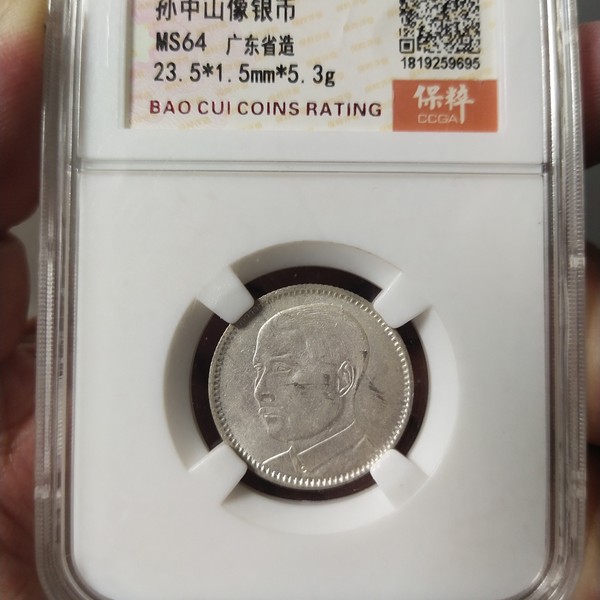 孙中山像银币
MS64 广东省造
23.5*1.5mm*5.3g
1819259695
BAO CUI COINS RATING
保粹
CCGA